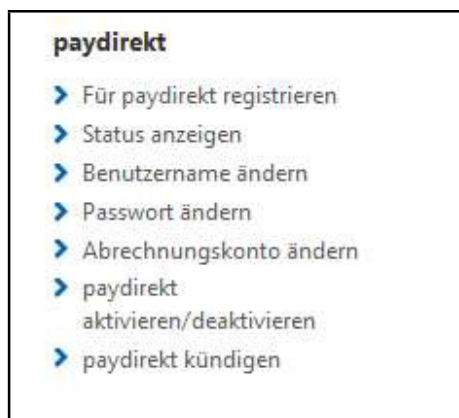 paydirekt
Für paydirekt registrieren
Status anzeigen
Benutzername ändern
Passwort ändern
Abrechnungskonto ändern
paydirekt
aktivieren/deaktivieren
paydirekt kündigen